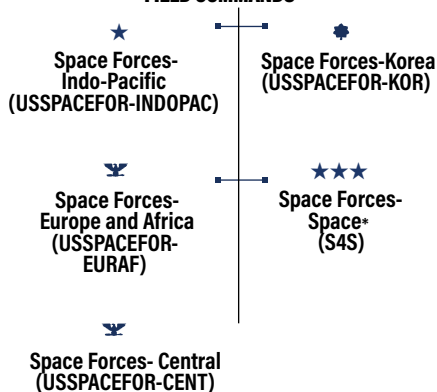 FIELD COMMANDS
Space Forces-
Indo-Pacific
(USSPACEFOR-INDOPAC)
Space Forces-Korea
(USSPACEFOR-KOR)
Space Forces-
Europe and Africa
(USSPACEFOR-
EURAF)
Space Forces-
Space*
(S4S)
Space Forces- Central
(USSPACEFOR-CENT)